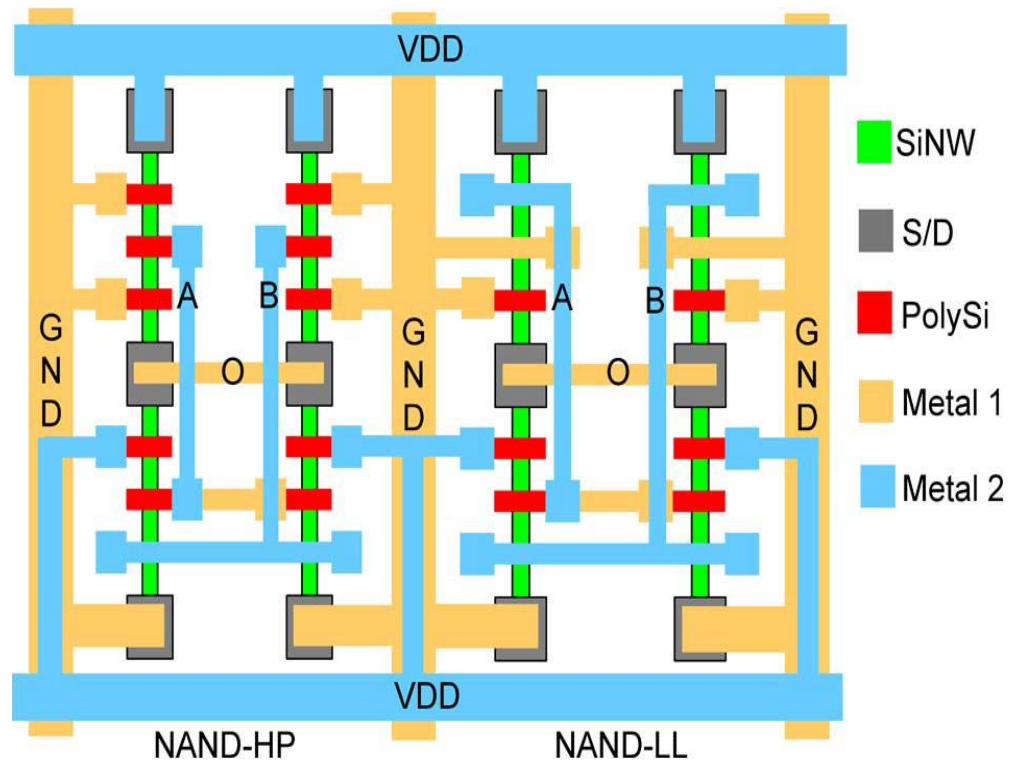 VDD
SiNW
S/D
PolySi
Metal 1
Metal 2
A
B
A
B
G
N
D
G
N
D
G
N
D
O
O
VDD
NAND-HP
NAND-LL